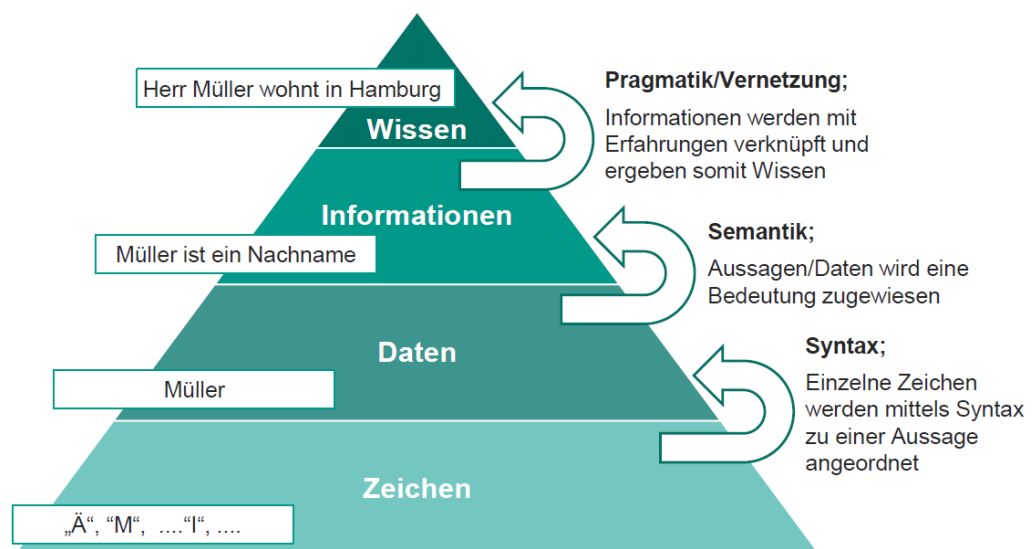 Herr Müller wohnt in Hamburg
Wissen
Pragmatik/Vernetzung;
Informationen werden mit
Erfahrungen verknüpft und
ergeben somit Wissen
Informationen
Müller ist ein Nachname
Semantik;
Aussagen/Daten wird eine
Bedeutung zugewiesen
Daten
Müller
Syntax;
Einzelne Zeichen
werden mittels Syntax
zu einer Aussage
angeordnet
Zeichen
„Ä“, “M“, ....“I“, ....